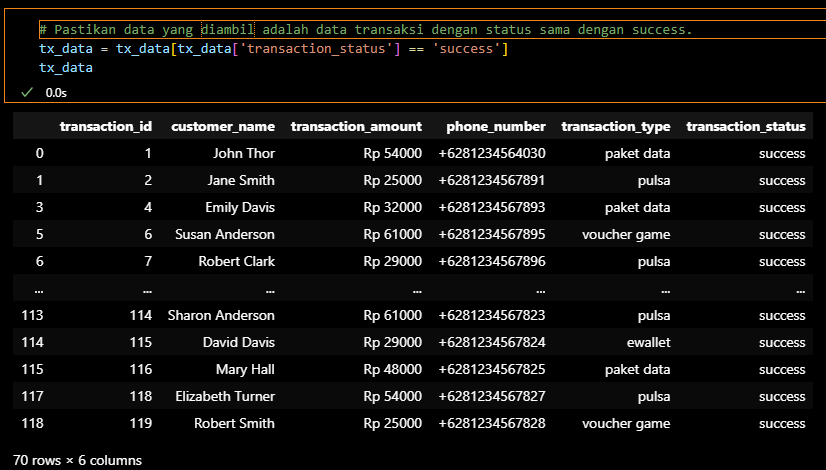 # Pastikan data yang diambil adalah data transaksi dengan status sama dengan success.
tx_data = tx_data[tx_data['transaction_status'] == 'success']
tx_data
0.0s
transaction_id customer_name transaction_amount phone_number transaction_type transaction_status
0 1 John Thor Rp 54000 +6281234564030 paket data success
1 2 Jane Smith Rp 25000 +6281234567891 pulsa success
3 4 Emily Davis Rp 32000 +6281234567893 paket data success
5 6 Susan Anderson Rp 61000 +6281234567895 voucher game success
6 7 Robert Clark Rp 29000 +6281234567896 pulsa success
... ... ... ... ... ... ...
113 114 Sharon Anderson Rp 61000 +6281234567823 pulsa success
114 115 David Davis Rp 29000 +6281234567824 ewallet success
115 116 Mary Hall Rp 48000 +6281234567825 paket data success
117 118 Elizabeth Turner Rp 54000 +6281234567827 pulsa success
118 119 Robert Smith Rp 25000 +6281234567828 voucher game success
70 rows × 6 columns